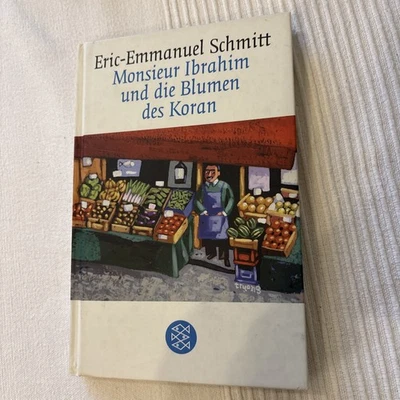 Eric-Emmanuel Schmitt
Monsieur Ibrahim
und die Blumen
des Koran